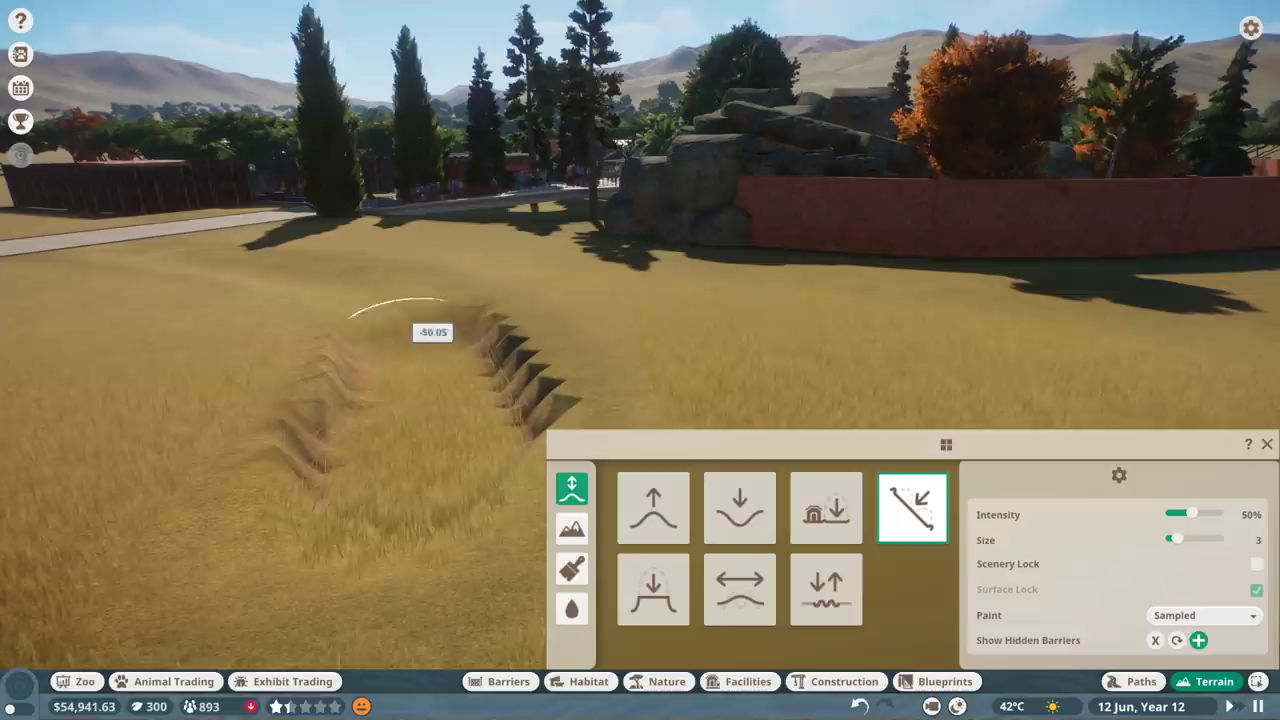 -$0.05
Intensity 50%
Size 3
Scenery Lock
Surface Lock
Paint Sampled
Show Hidden Barriers X
Zoo Animal Trading Exhibit Trading Barriers Habitat Nature Facilities Construction Blueprints Paths Terrain
$54,941.63 300 893 42°C 12 Jun, Year 12